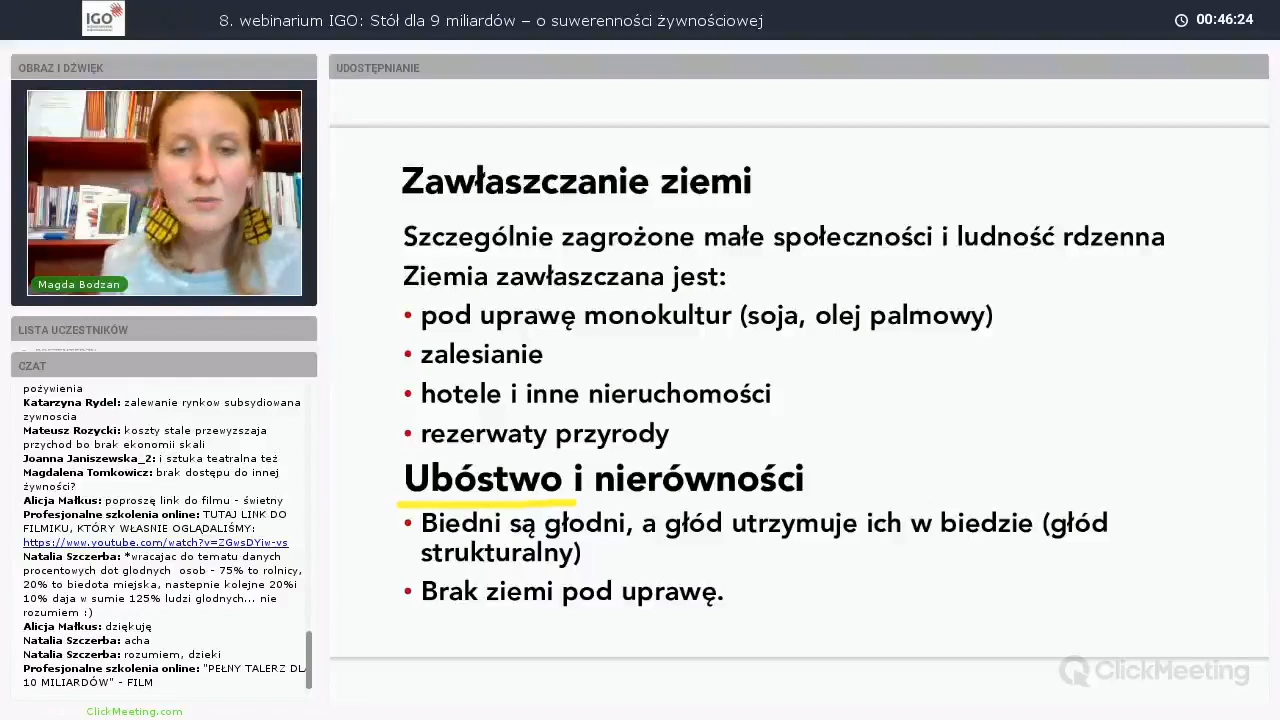 IGO
8. webinarium IGO: Stół dla 9 miliardów – o suwerenności żywnościowej
00:46:24
OBRAZ I DŹWIĘK
Magda Bodzan
LISTA UCZESTNIKÓW
CZAT
pożywienia
Katarzyna Rydel: zalewanie rynkow subsydiowana
zywnoscia
Mateusz Rozycki: koszty stale przewyzszaja
przychod bo brak ekonomii skali
Joanna Janiszewska_2: i sztuka teatralna też
Magdalena Tomkowicz: brak dostępu do innej
żywności?
Alicja Małkus: poproszę link do filmu - świetny
Profesjonalne szkolenia online: TUTAJ LINK DO
FILMIKU, KTÓRY WŁASNIE OGLĄDALIŚMY:
https://www.youtube.com/watch?v=ZGwsDYiw-vs
Natalia Szczerba: *wracajac do tematu danych
procentowych dot glodnych osob - 75% to rolnicy,
20% to biedota miejska, nastepnie kolejne 20%i
10% daja w sumie 125% ludzi glodnych... nie
rozumiem :)
Alicja Małkus: dziękuję
Natalia Szczerba: acha
Natalia Szczerba: rozumiem, dzieki
Profesjonalne szkolenia online: "PEŁNY TALERZ DLA
10 MILIARDÓW" - FILM
ClickMeeting.com
UDOSTĘPNIANIE
Zawłaszczanie ziemi
Szczególnie zagrożone małe społeczności i ludność rdzenna
Ziemia zawłaszczana jest:
• pod uprawę monokultur (soja, olej palmowy)
• zalesianie
• hotele i inne nieruchomości
• rezerwaty przyrody
Ubóstwo i nierówności
• Biedni są głodni, a głód utrzymuje ich w biedzie (głód
strukturalny)
• Brak ziemi pod uprawę.
ClickMeeting